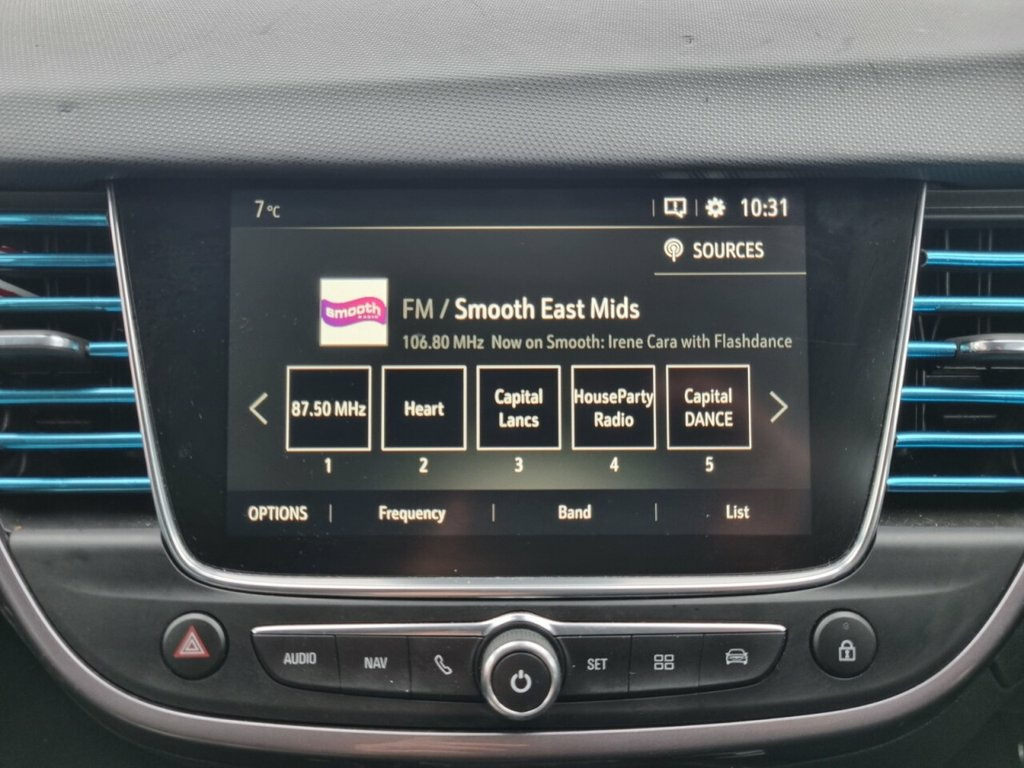 7°C 10:31
SOURCES
smooth
RADIO
FM / Smooth East Mids
106.80 MHz Now on Smooth: Irene Cara with Flashdance
87.50 MHz
Heart
Capital
Lancs
HouseParty
Radio
Capital
DANCE
1 2 3 4 5
OPTIONS | Frequency | Band | List
AUDIO NAV SET